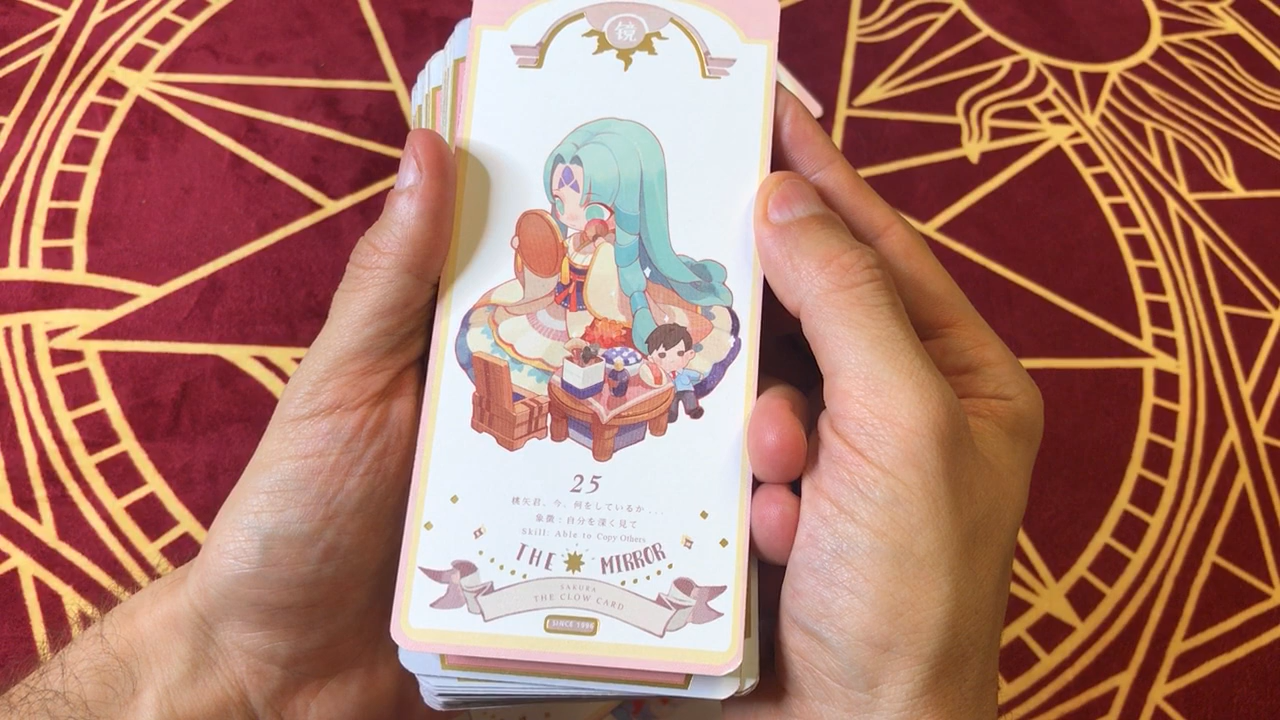 镜
25
桃矢君、今、何をしているか...
象徴：自分を深く見て
Skill: Able to Copy Others
THE MIRROR
SAKURA
THE CLOW CARD
SINCE 1996